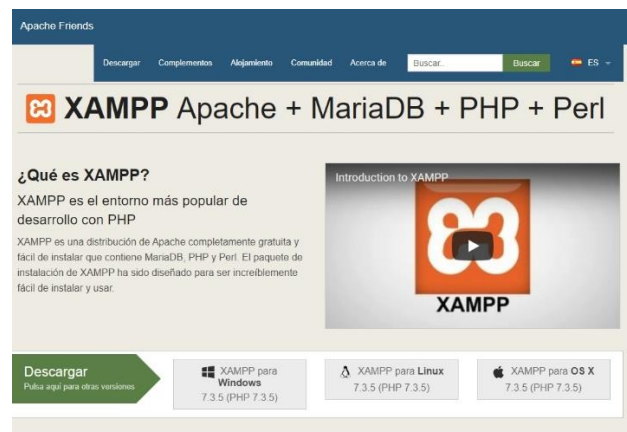 Apache Friends
Descargar Complementos Alojamiento Comunidad Acerca de Buscar... Buscar ES
XAMPP Apache + MariaDB + PHP + Perl
¿Qué es XAMPP?
XAMPP es el entorno más popular de
desarrollo con PHP
XAMPP es una distribución de Apache completamente gratuita y
fácil de instalar que contiene MariaDB, PHP y Perl. El paquete de
instalación de XAMPP ha sido diseñado para ser increíblemente
fácil de instalar y usar.
Introduction to XAMPP
XAMPP
Descargar
Pulsa aquí para otras versiones
XAMPP para
Windows
7.3.5 (PHP 7.3.5)
XAMPP para Linux
7.3.5 (PHP 7.3.5)
XAMPP para OS X
7.3.5 (PHP 7.3.5)